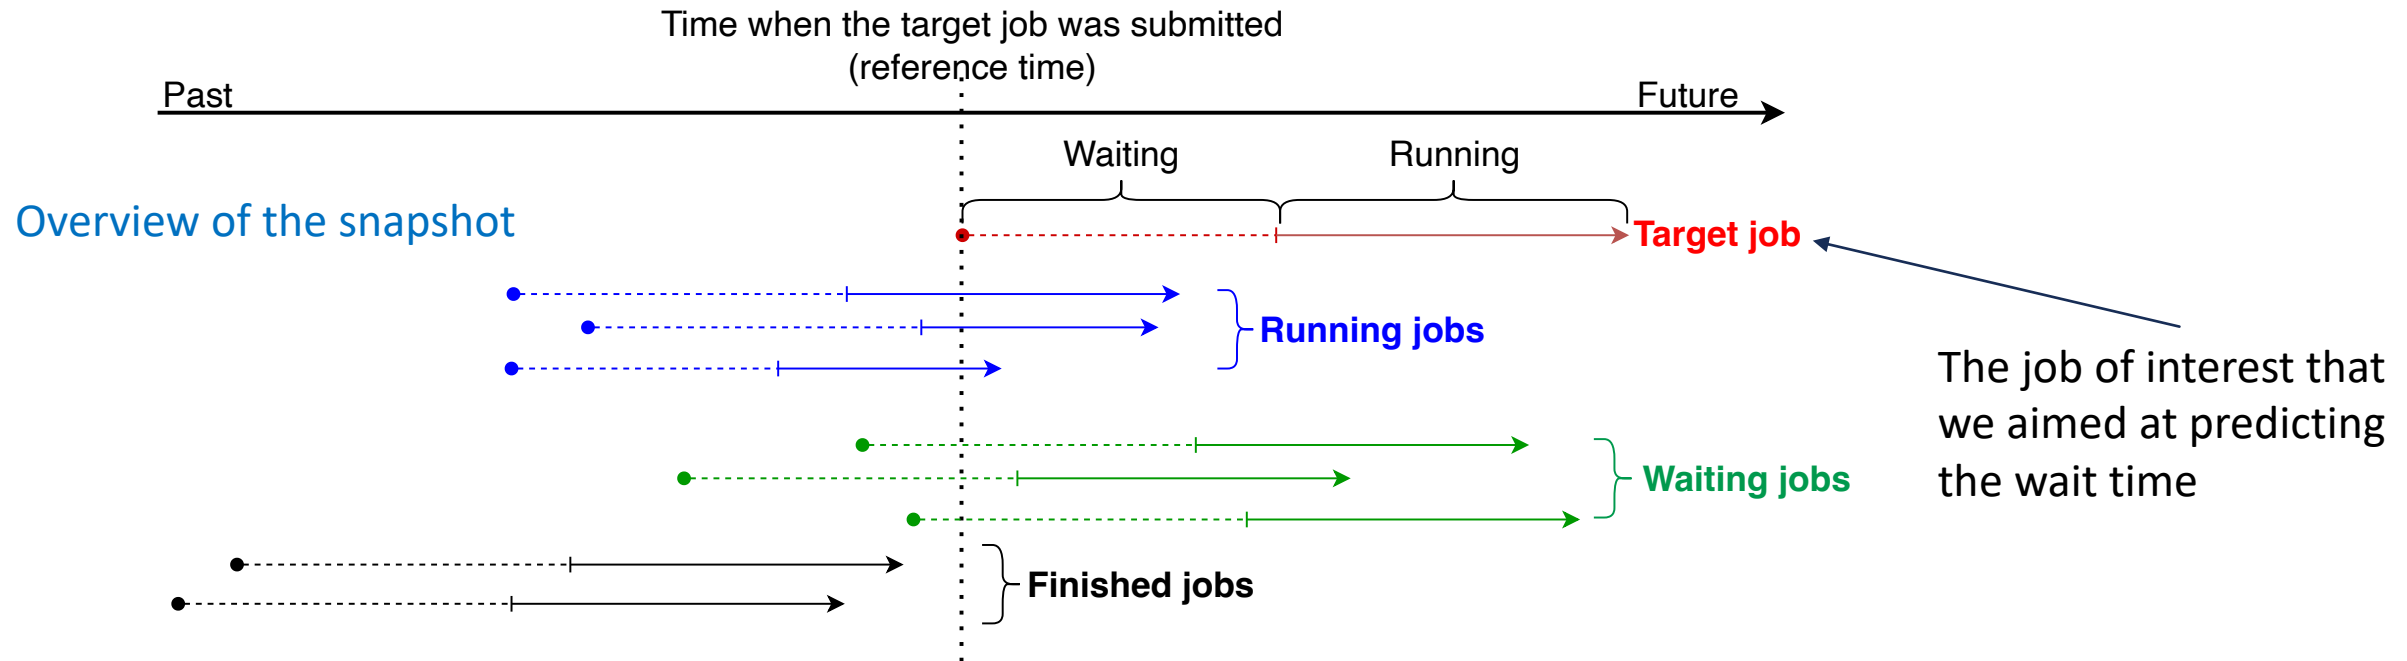 Time when the target job was submitted
(reference time)
Past
Future
Waiting
Running
Overview of the snapshot
Target job
Running jobs
The job of interest that
we aimed at predicting
the wait time
Waiting jobs
Finished jobs